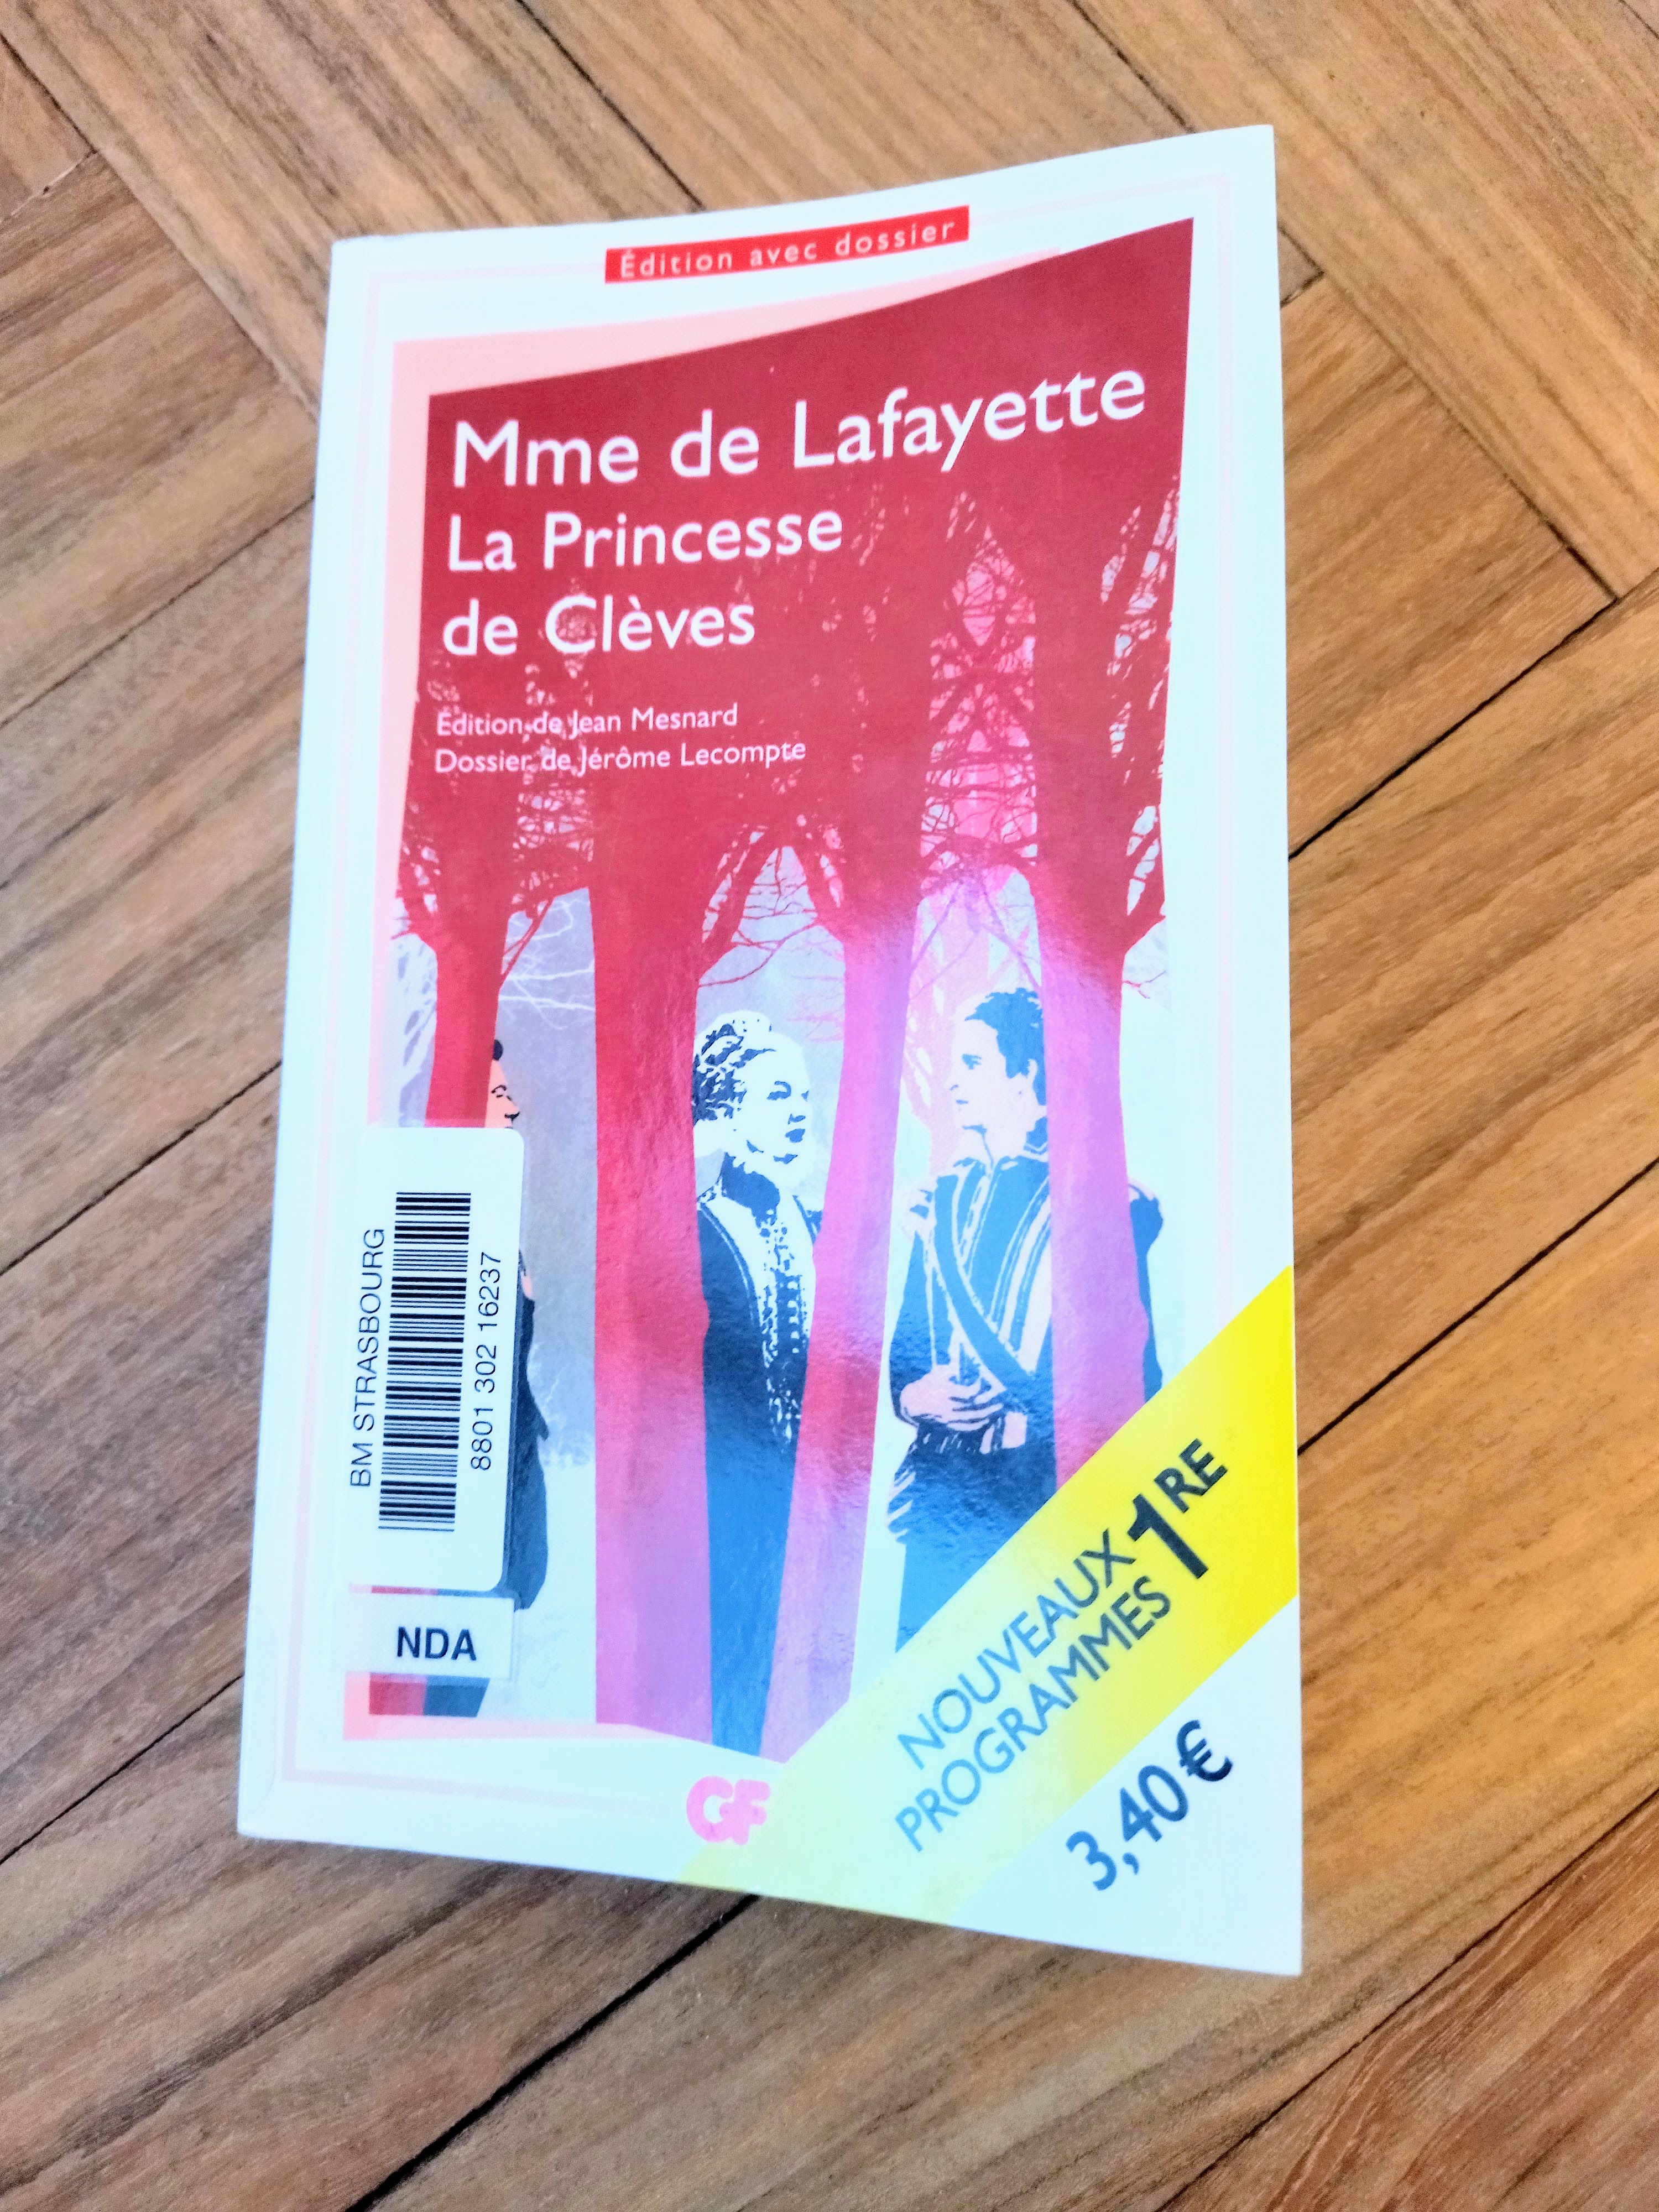 Édition avec dossier
Mme de Lafayette
La Princesse
de Clèves
Édition de Jean Mesnard
Dossier de Jérôme Lecompte
BM STRASBOURG
8801 302 16237
NDA
NOUVEAUX
PROGRAMMES
1RE
3,40 €
GF